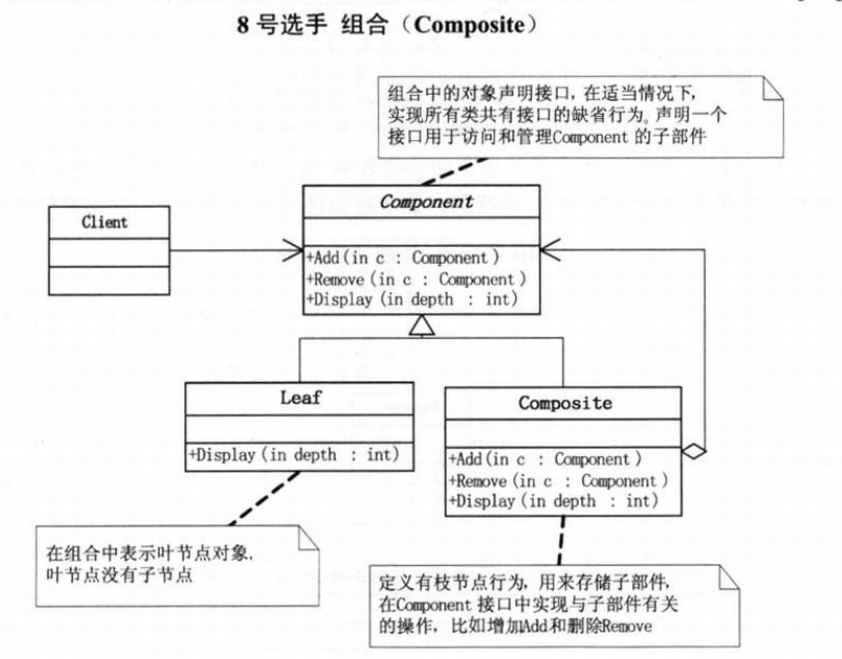 8 号选手 组合（Composite）
组合中的对象声明接口,在适当情况下,
实现所有类共有接口的缺省行为。声明一个
接口用于访问和管理Component 的子部件
Component
Client
+Add(in c : Component)
+Remove(in c : Component)
+Display(in depth : int)
Leaf
+Display(in depth : int)
Composite
+Add(in c : Component)
+Remove(in c : Component)
+Display(in depth : int)
在组合中表示叶节点对象,
叶节点没有子节点
定义有枝节点行为,用来存储子部件,
在Component 接口中实现与子部件有关
的操作,比如增加Add和删除Remove